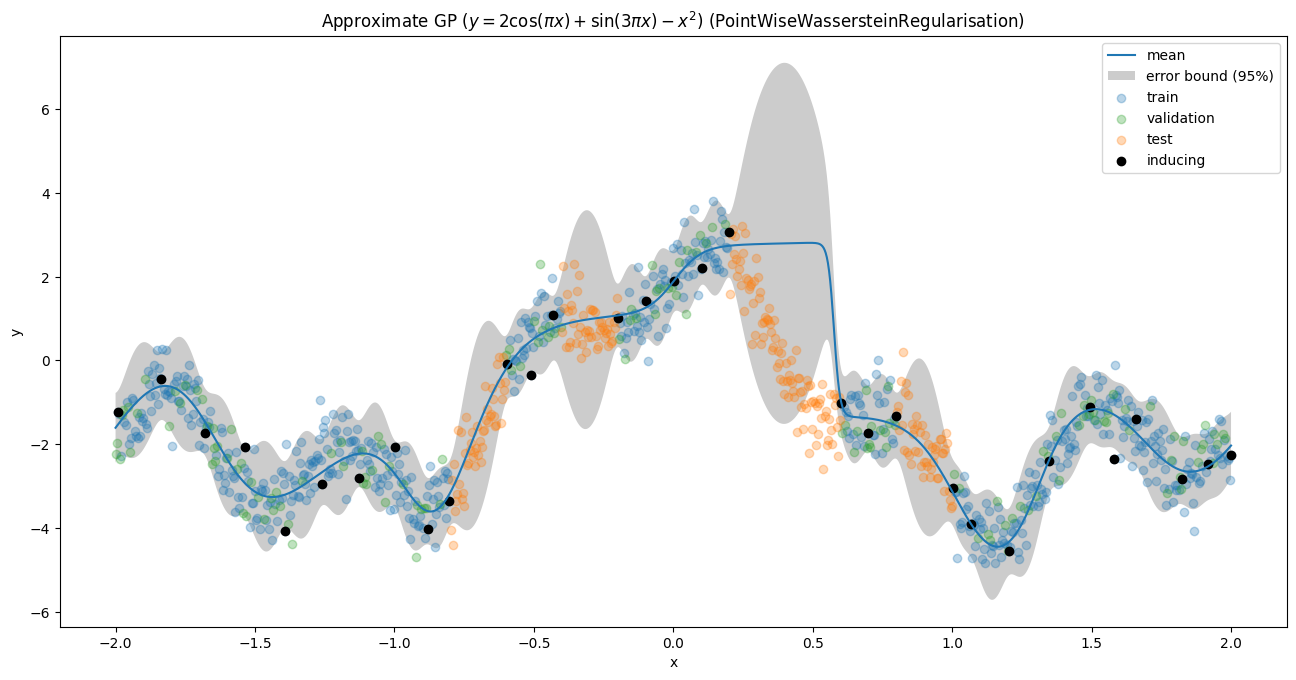 Approximate GP (y = 2cos(πx) + sin(3πx) − x²) (PointWiseWassersteinRegularisation)
mean
error bound (95%)
train
validation
test
inducing
6
4
2
0
−2
−4
−6
y
−2.0 −1.5 −1.0 −0.5 0.0 0.5 1.0 1.5 2.0
x